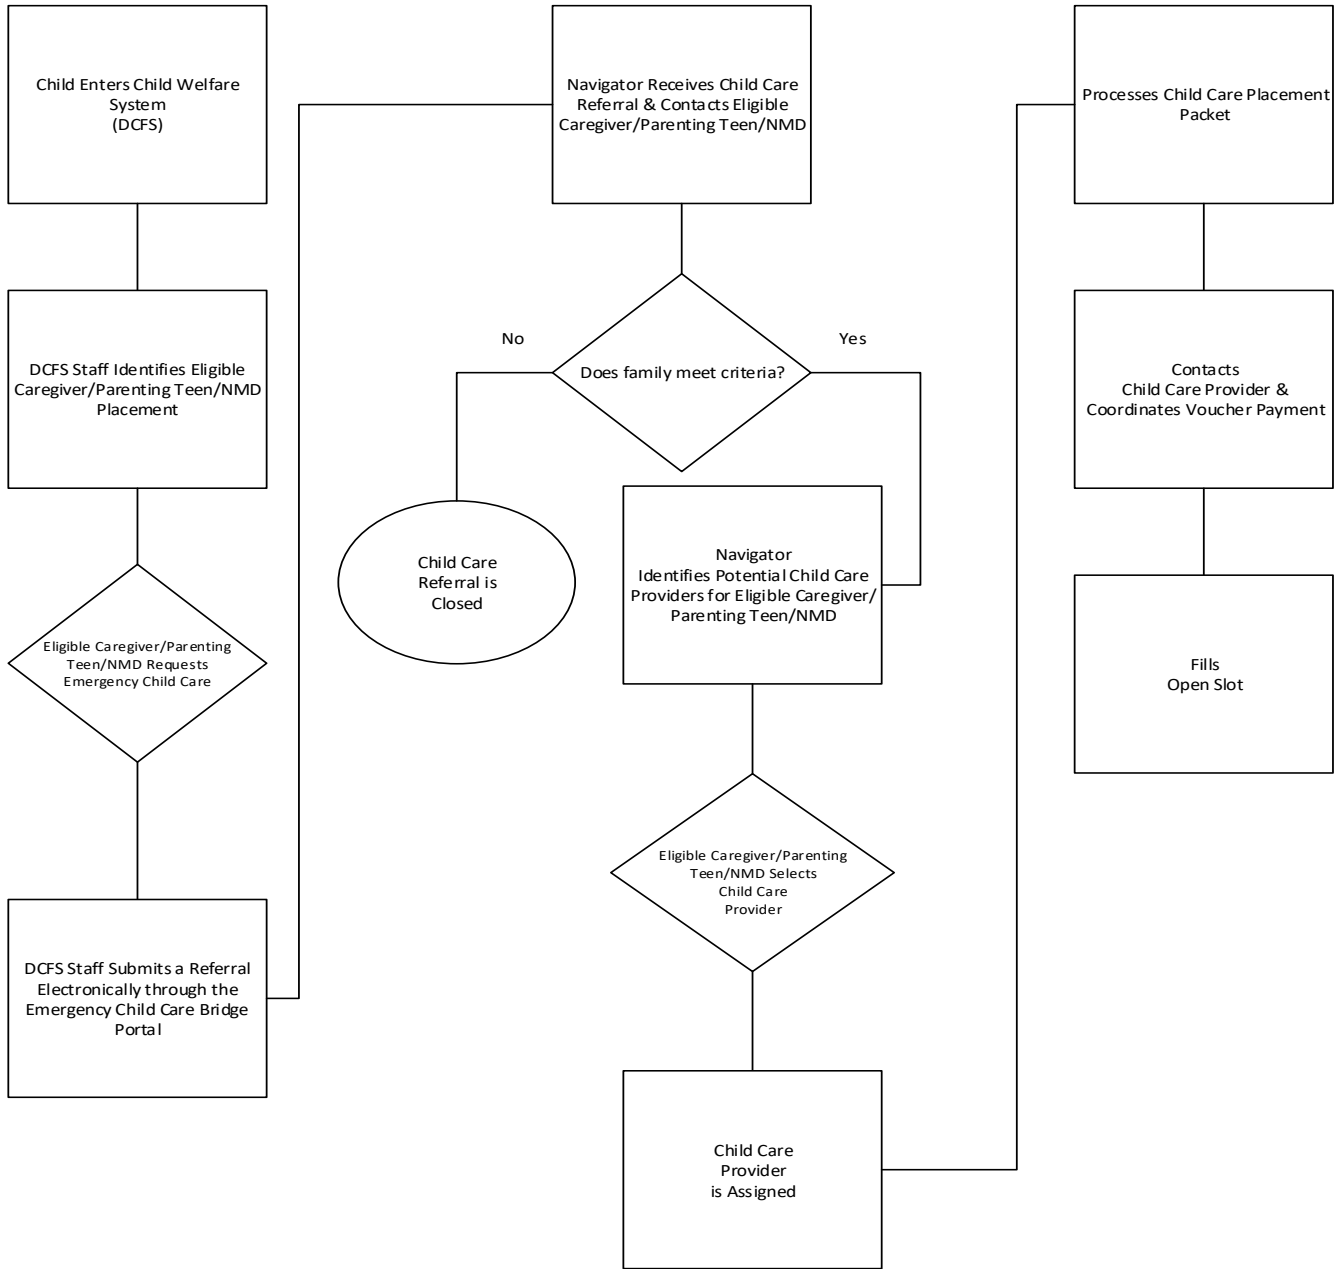 Child Enters Child Welfare
System
(DCFS)
DCFS Staff Identifies Eligible
Caregiver/Parenting Teen/NMD
Placement
Eligible Caregiver/Parenting
Teen/NMD Requests
Emergency Child Care
DCFS Staff Submits a Referral
Electronically through the
Emergency Child Care Bridge
Portal
Navigator Receives Child Care
Referral & Contacts Eligible
Caregiver/Parenting Teen/NMD
Does family meet criteria?
No
Yes
Child Care
Referral is
Closed
Navigator
Identifies Potential Child Care
Providers for Eligible Caregiver/
Parenting Teen/NMD
Eligible Caregiver/Parenting
Teen/NMD Selects
Child Care
Provider
Child Care
Provider
is Assigned
Processes Child Care Placement
Packet
Contacts
Child Care Provider &
Coordinates Voucher Payment
Fills
Open Slot